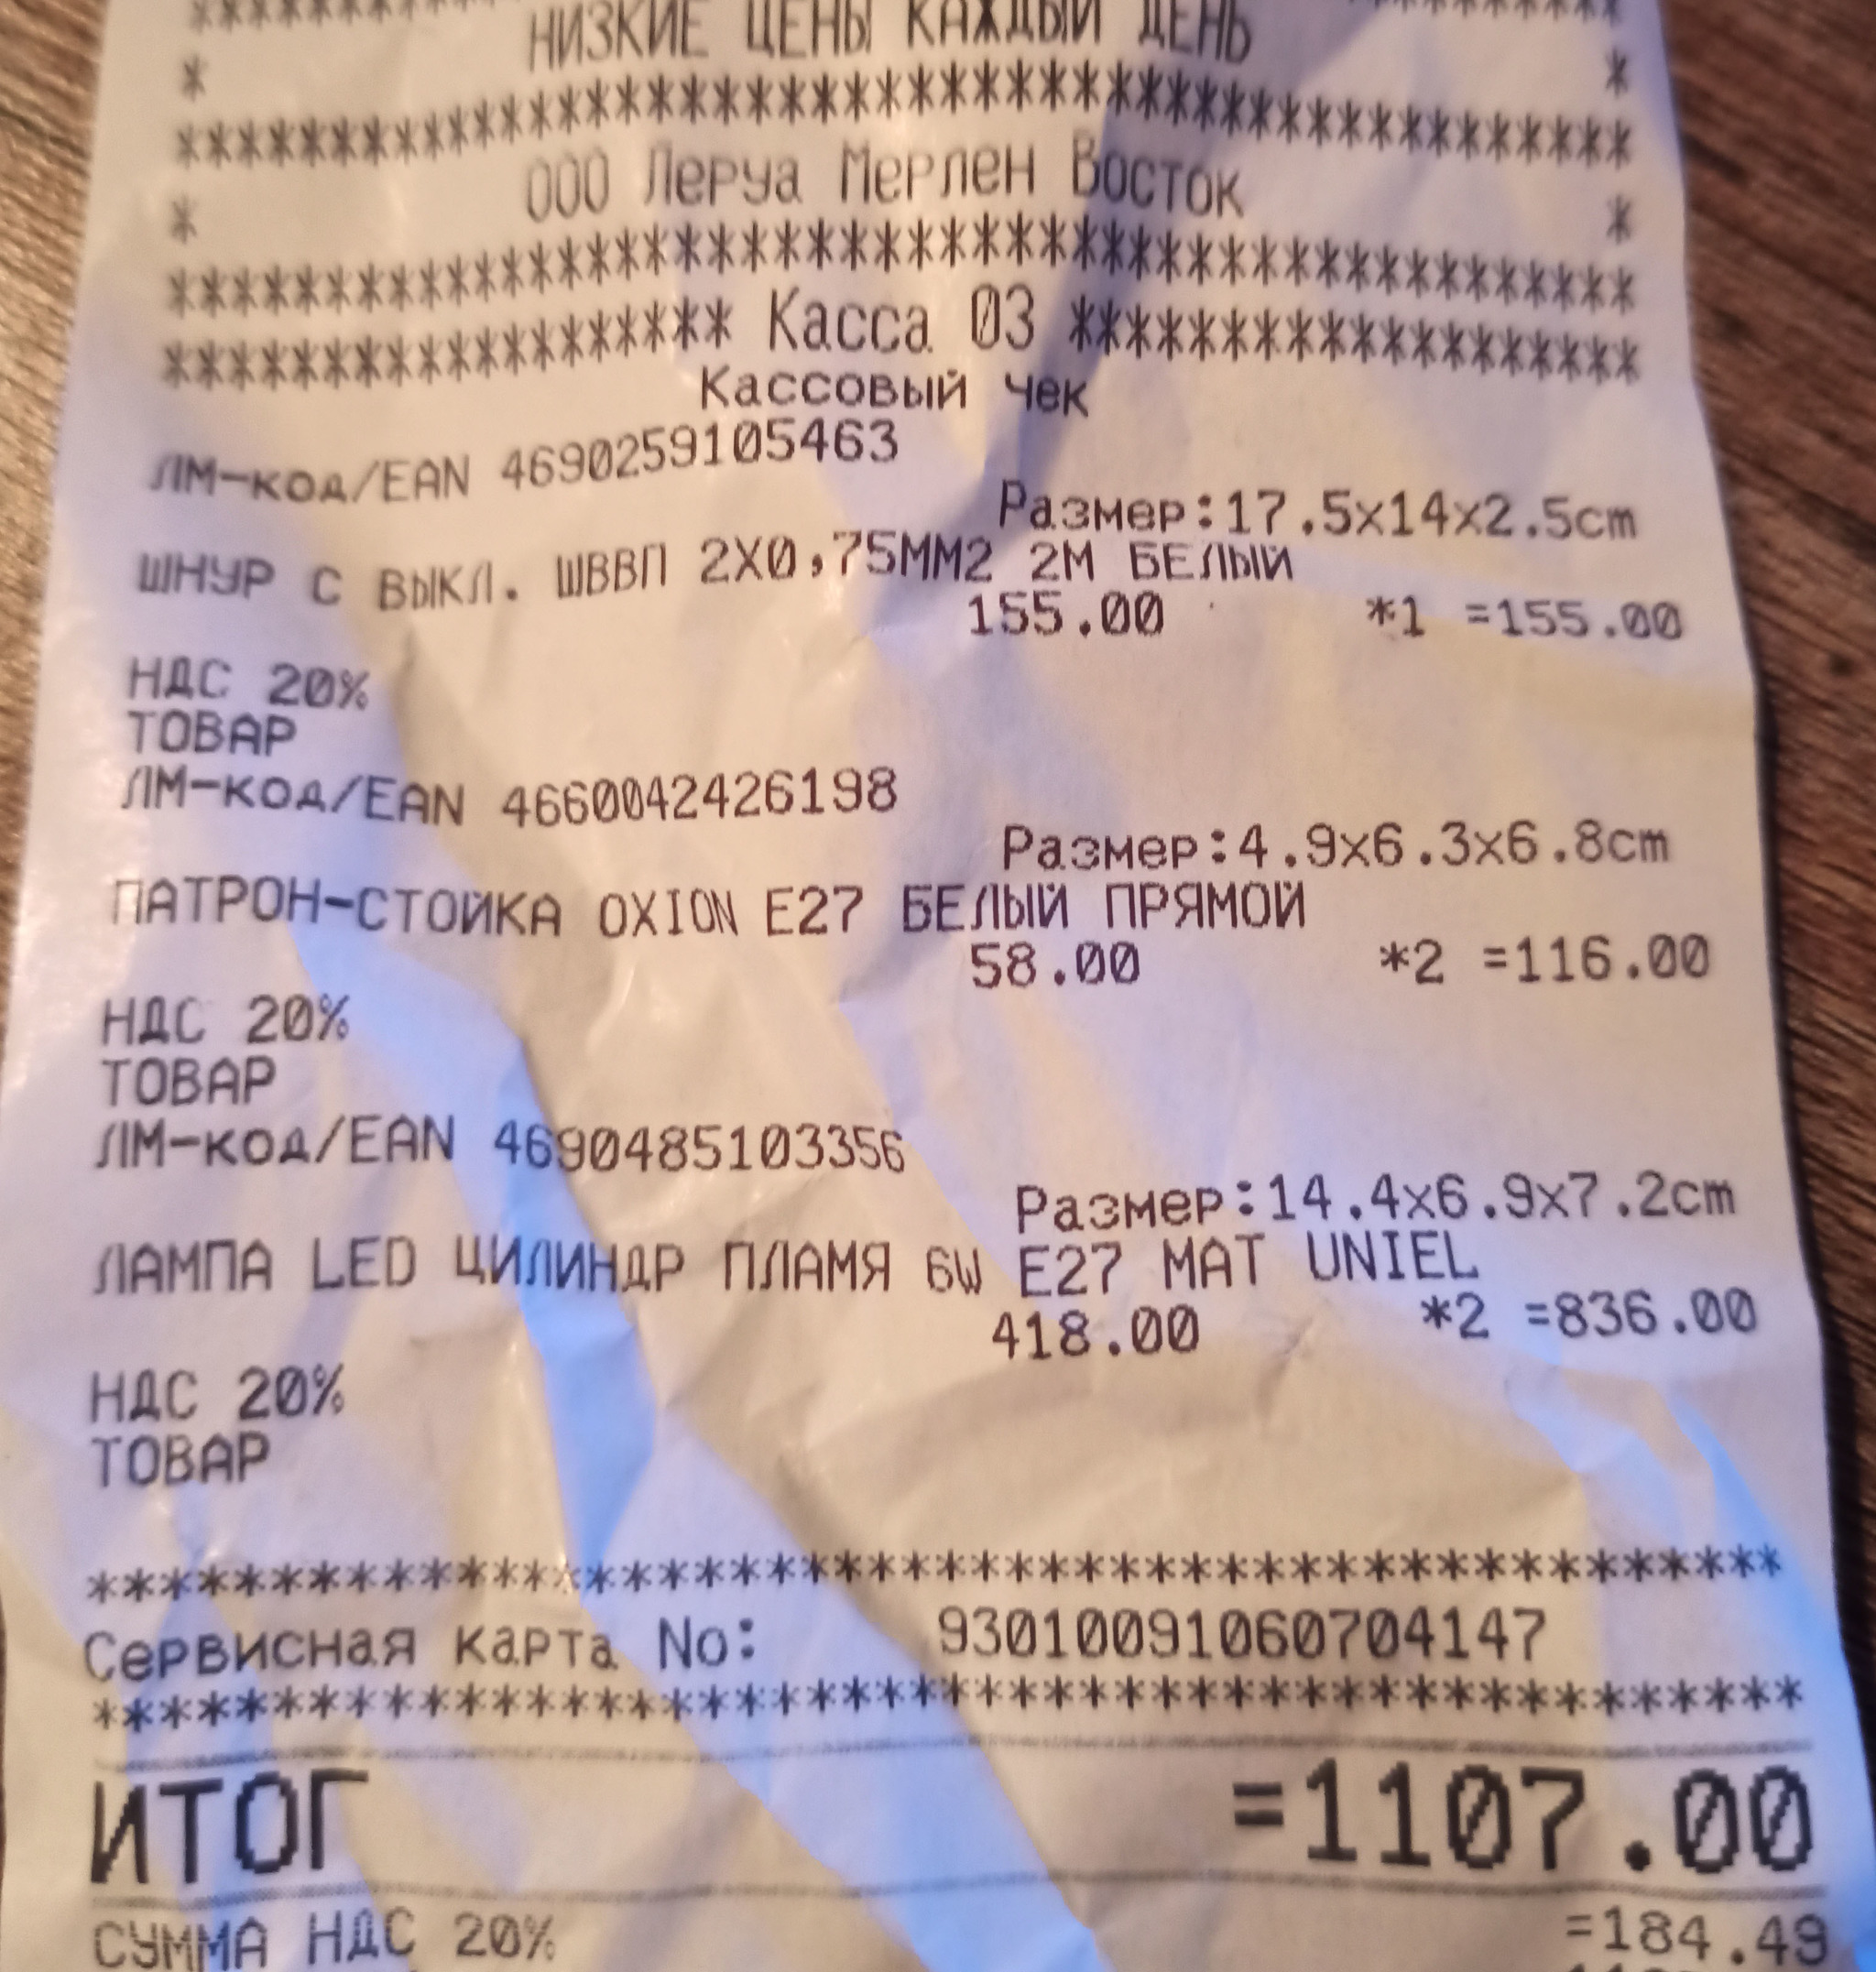 *****************************************
НИЗКИЕ ЦЕНЫ КАЖДЫЙ ДЕНЬ
* *
*****************************************
ООО Леруа Мерлен Восток
* *
*****************************************
***************** Касса 03 *****************
Кассовый чек
ЛМ-код/EAN 4690259105463
Размер:17.5x14x2.5cm
ШНУР С ВЫКЛ. ШВВП 2X0,75ММ2 2М БЕЛЫЙ
155.00 *1 =155.00
НДС 20%
ТОВАР
ЛМ-код/EAN 4660042426198
Размер:4.9x6.3x6.8cm
ПАТРОН-СТОЙКА OXION E27 БЕЛЫЙ ПРЯМОЙ
58.00 *2 =116.00
НДС 20%
ТОВАР
ЛМ-код/EAN 4690485103356
Размер:14.4x6.9x7.2cm
ЛАМПА LED ЦИЛИНДР ПЛАМЯ 6W E27 МАТ UNIEL
418.00 *2 =836.00
НДС 20%
ТОВАР
*****************************************
Сервисная карта No: 93010091060704147
*****************************************
ИТОГ =1107.00
СУММА НДС 20% =184.49